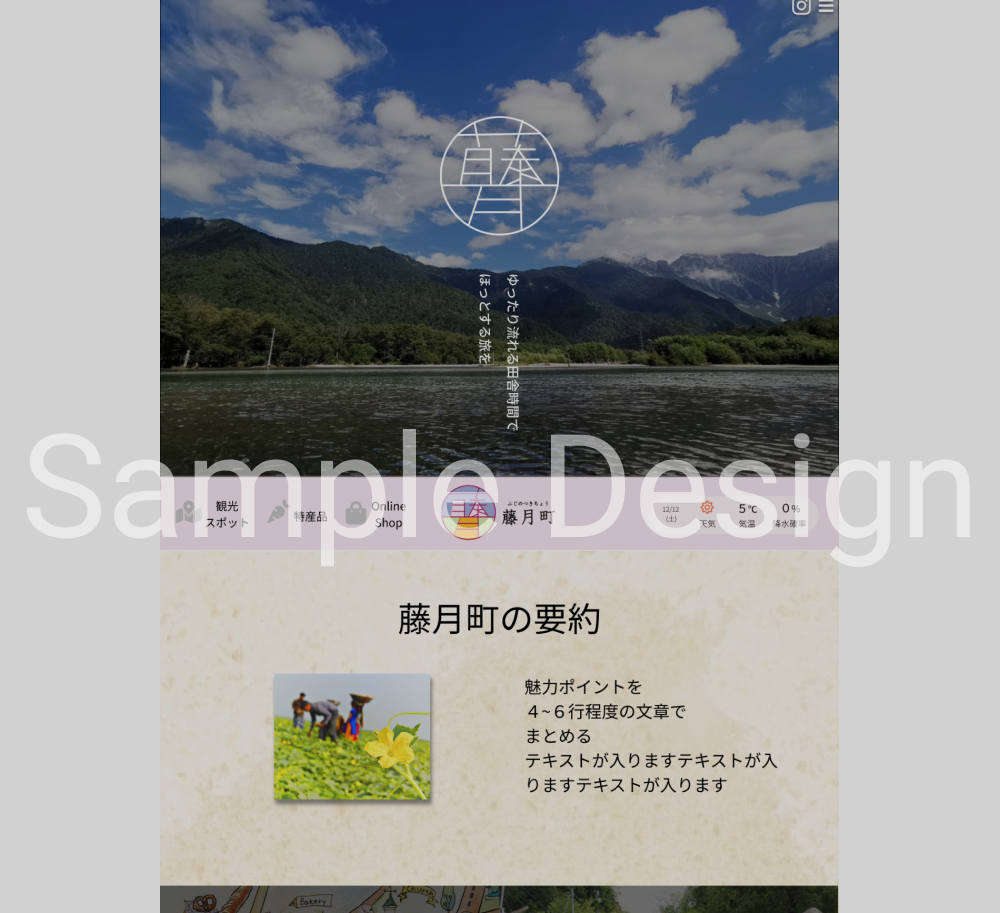 ゆったり流れる田舎時間で
ほっとする旅を
Sample Design
観光
スポット
特産品
Online
Shop
ふじのつきちょう
藤月町
12/12
(土)
天気
5℃
気温
0%
降水確率
藤月町の要約
魅力ポイントを
４~６行程度の文章で
まとめる
テキストが入りますテキストが入
りますテキストが入ります
Bakery